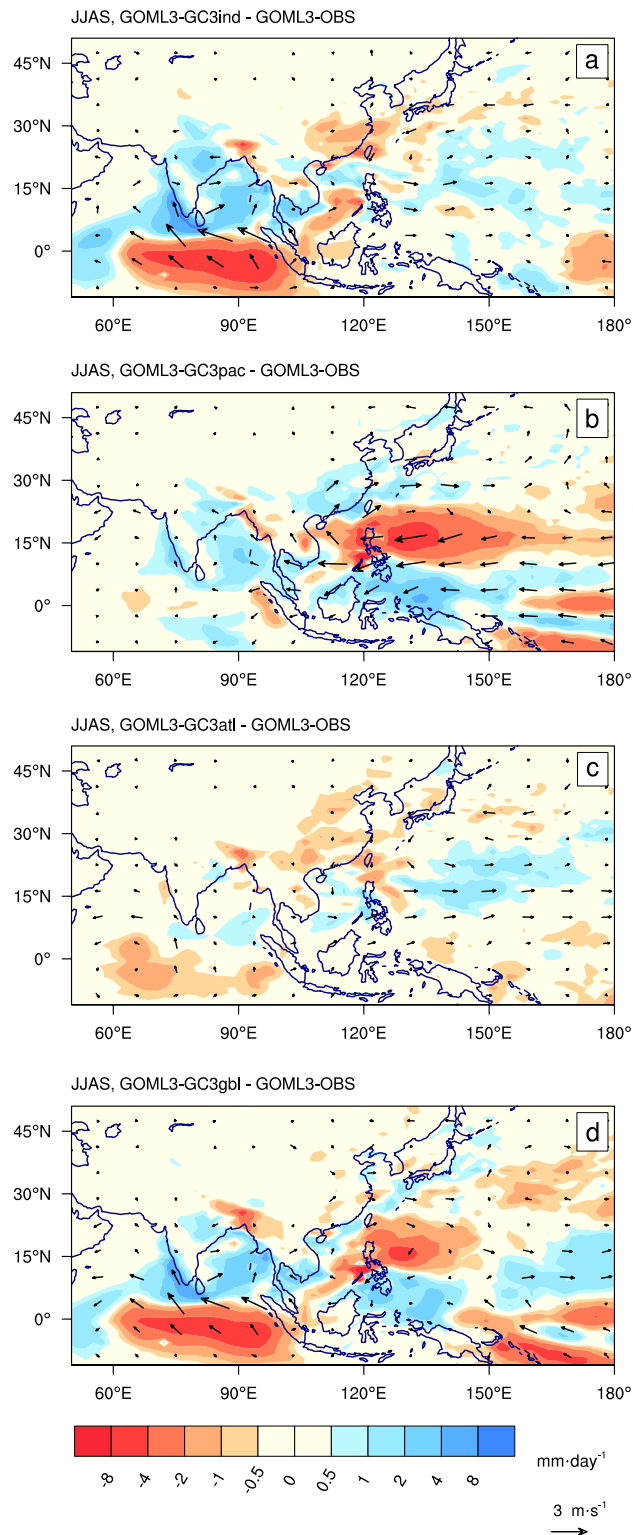 JJAS, GOML3-GC3ind - GOML3-OBS
a
45°N
30°N
15°N
0°
60°E 90°E 120°E 150°E 180°
JJAS, GOML3-GC3pac - GOML3-OBS
b
45°N
30°N
15°N
0°
60°E 90°E 120°E 150°E 180°
JJAS, GOML3-GC3atl - GOML3-OBS
c
45°N
30°N
15°N
0°
60°E 90°E 120°E 150°E 180°
JJAS, GOML3-GC3gbl - GOML3-OBS
d
45°N
30°N
15°N
0°
60°E 90°E 120°E 150°E 180°
-8 -4 -2 -1 -0.5 0 0.5 1 2 4 8
mm·day⁻¹
3 m·s⁻¹